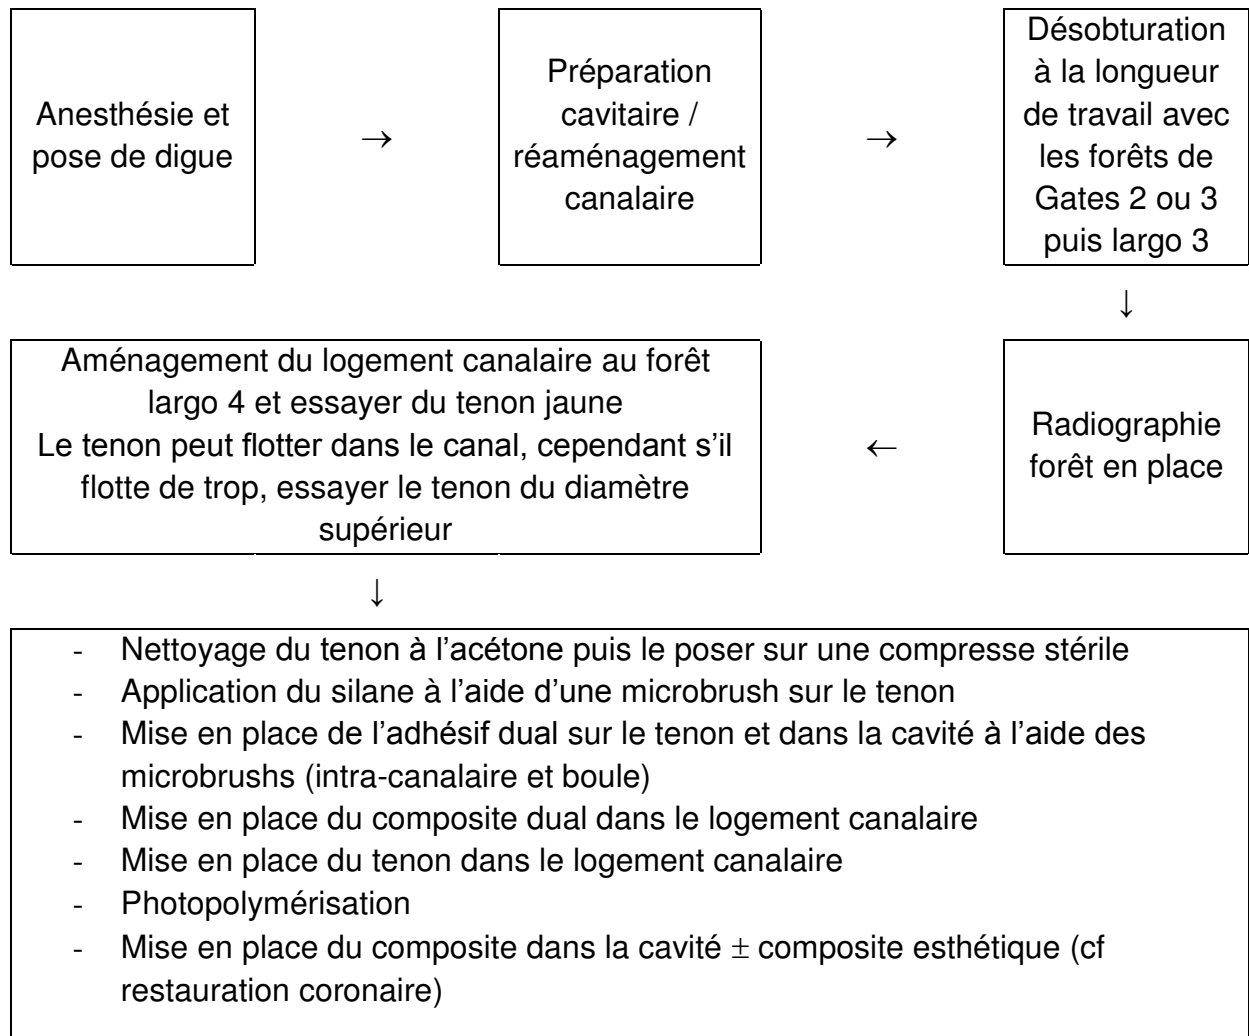 Anesthésie et
pose de digue
→
Préparation
cavitaire /
réaménagement
canalaire
→
Désobturation
à la longueur
de travail avec
les forêts de
Gates 2 ou 3
puis largo 3
↓
Radiographie
forêt en place
←
Aménagement du logement canalaire au forêt
largo 4 et essayer du tenon jaune
Le tenon peut flotter dans le canal, cependant s’il
flotte de trop, essayer le tenon du diamètre
supérieur
↓
- Nettoyage du tenon à l’acétone puis le poser sur une compresse stérile
- Application du silane à l’aide d’une microbrush sur le tenon
- Mise en place de l’adhésif dual sur le tenon et dans la cavité à l’aide des
microbrushs (intra-canalaire et boule)
- Mise en place du composite dual dans le logement canalaire
- Mise en place du tenon dans le logement canalaire
- Photopolymérisation
- Mise en place du composite dans la cavité ± composite esthétique (cf
restauration coronaire)